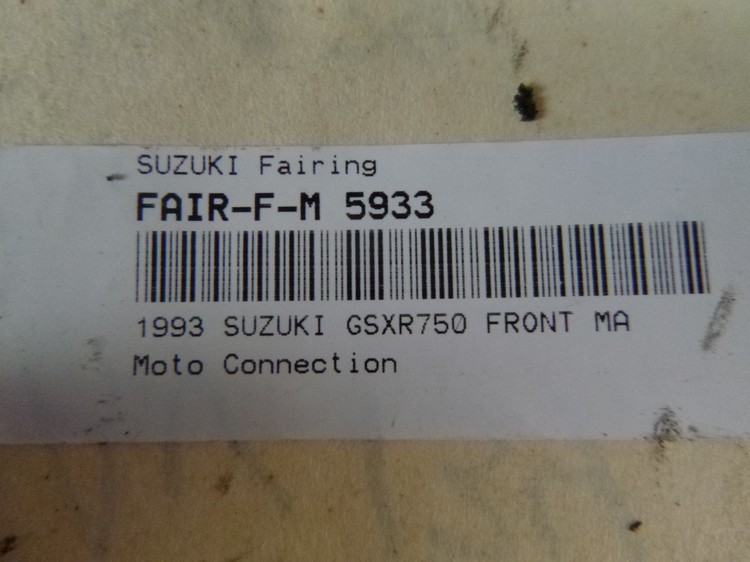 SUZUKI Fairing
FAIR-F-M 5933
1993 SUZUKI GSXR750 FRONT MA
Moto Connection